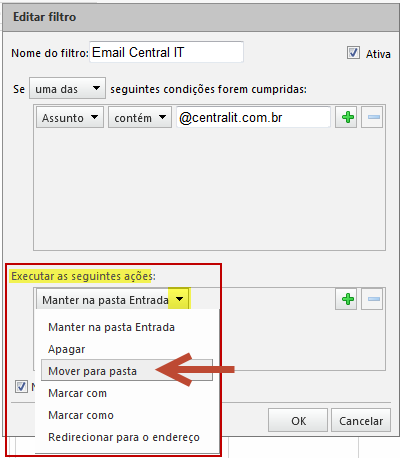 Editar filtro
Nome do filtro: Email Central IT Ativa
Se uma das seguintes condições forem cumpridas:
Assunto contém @centralit.com.br
Executar as seguintes ações:
Manter na pasta Entrada
Manter na pasta Entrada
Apagar
Mover para pasta
Marcar com
Marcar como
Redirecionar para o endereço
OK Cancelar